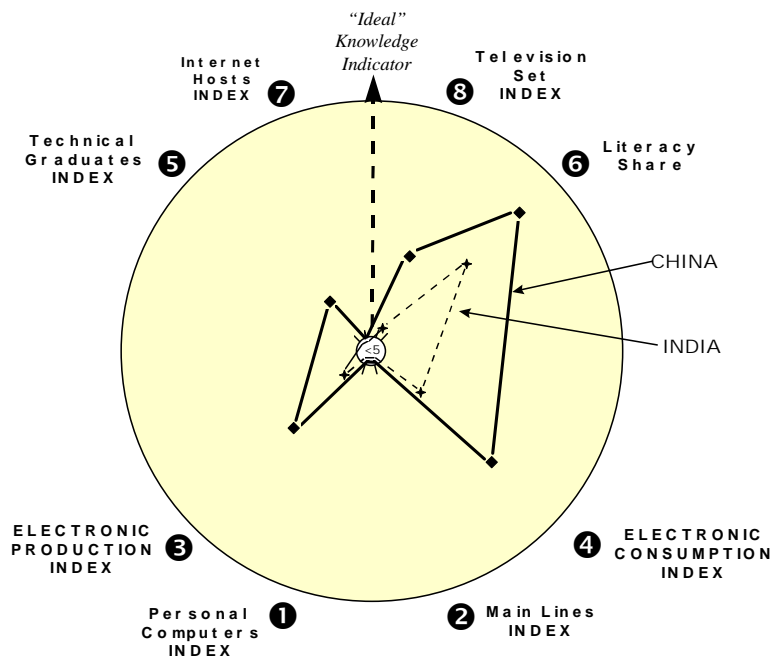 “Ideal”
Knowledge
Indicator
Internet
Hosts
INDEX
7
8
Television
Set
INDEX
Technical
Graduates
INDEX
5
6
Literacy
Share
CHINA
INDIA
<5
ELECTRONIC
PRODUCTION
INDEX
3
4
ELECTRONIC
CONSUMPTION
INDEX
Personal
Computers
INDEX
1
2
Main Lines
INDEX